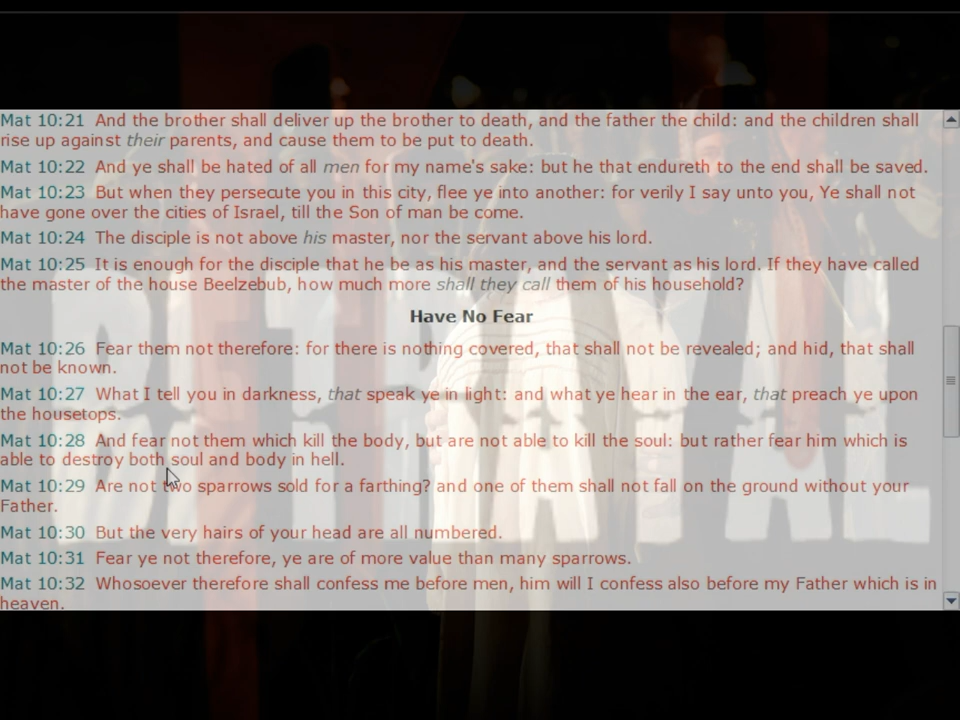 Mat 10:21 And the brother shall deliver up the brother to death, and the father the child: and the children shall
rise up against their parents, and cause them to be put to death.
Mat 10:22 And ye shall be hated of all men for my name's sake: but he that endureth to the end shall be saved.
Mat 10:23 But when they persecute you in this city, flee ye into another: for verily I say unto you, Ye shall not
have gone over the cities of Israel, till the Son of man be come.
Mat 10:24 The disciple is not above his master, nor the servant above his lord.
Mat 10:25 It is enough for the disciple that he be as his master, and the servant as his lord. If they have called
the master of the house Beelzebub, how much more shall they call them of his household?
Have No Fear
Mat 10:26 Fear them not therefore: for there is nothing covered, that shall not be revealed; and hid, that shall
not be known.
Mat 10:27 What I tell you in darkness, that speak ye in light: and what ye hear in the ear, that preach ye upon
the housetops.
Mat 10:28 And fear not them which kill the body, but are not able to kill the soul: but rather fear him which is
able to destroy both soul and body in hell.
Mat 10:29 Are not two sparrows sold for a farthing? and one of them shall not fall on the ground without your
Father.
Mat 10:30 But the very hairs of your head are all numbered.
Mat 10:31 Fear ye not therefore, ye are of more value than many sparrows.
Mat 10:32 Whosoever therefore shall confess me before men, him will I confess also before my Father which is in
heaven.
BETRAYAL